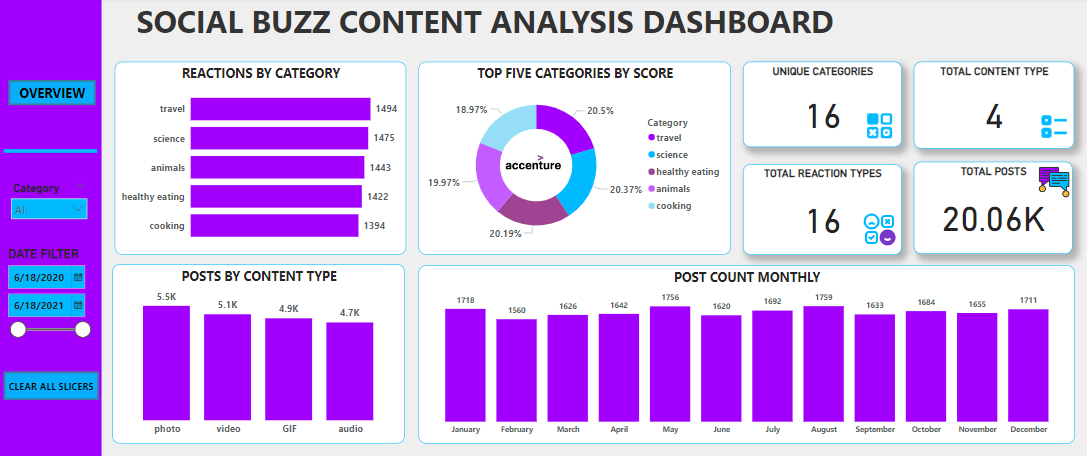 SOCIAL BUZZ CONTENT ANALYSIS DASHBOARD
OVERVIEW
Category
All
DATE FILTER
6/18/2020
6/18/2021
CLEAR ALL SLICERS
REACTIONS BY CATEGORY
travel 1494
science 1475
animals 1443
healthy eating 1422
cooking 1394
TOP FIVE CATEGORIES BY SCORE
18.97% 20.5%
19.97% 20.37%
20.19%
accenture
Category
travel
science
healthy eating
animals
cooking
UNIQUE CATEGORIES
16
TOTAL CONTENT TYPE
4
TOTAL REACTION TYPES
16
TOTAL POSTS
20.06K
POSTS BY CONTENT TYPE
5.5K 5.1K 4.9K 4.7K
photo video GIF audio
POST COUNT MONTHLY
1718 1560 1626 1642 1756 1620 1692 1759 1633 1684 1655 1711
January February March April May June July August September October November December